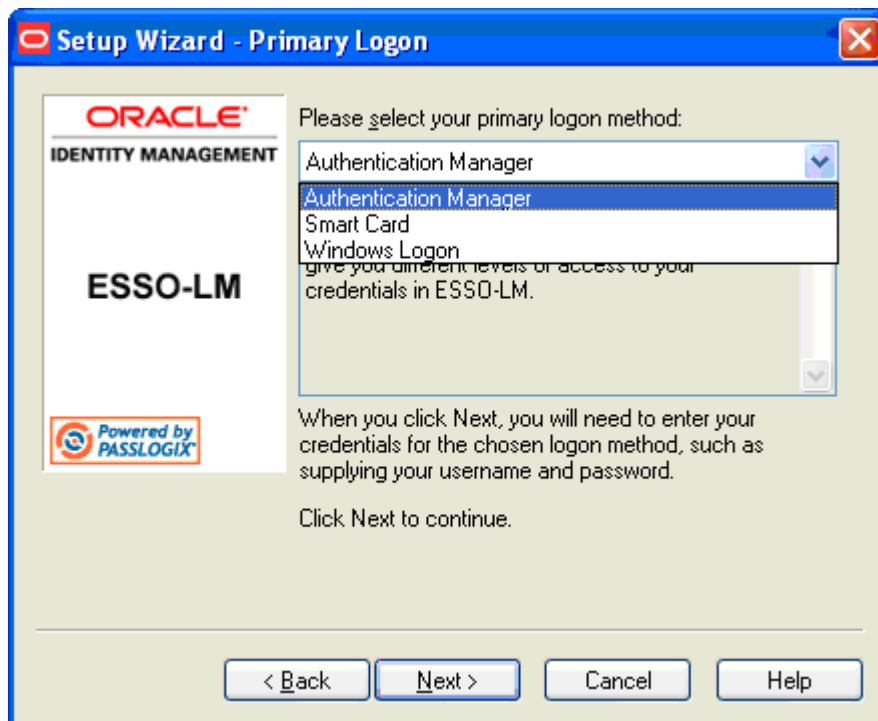 Setup Wizard - Primary Logon
ORACLE
IDENTITY MANAGEMENT
ESSO-LM
Powered by
PASSLOGIX
Please select your primary logon method:
Authentication Manager
Authentication Manager
Smart Card
Windows Logon
give you different levels of access to your
credentials in ESSO-LM.
When you click Next, you will need to enter your
credentials for the chosen logon method, such as
supplying your username and password.
Click Next to continue.
< Back
Next >
Cancel
Help